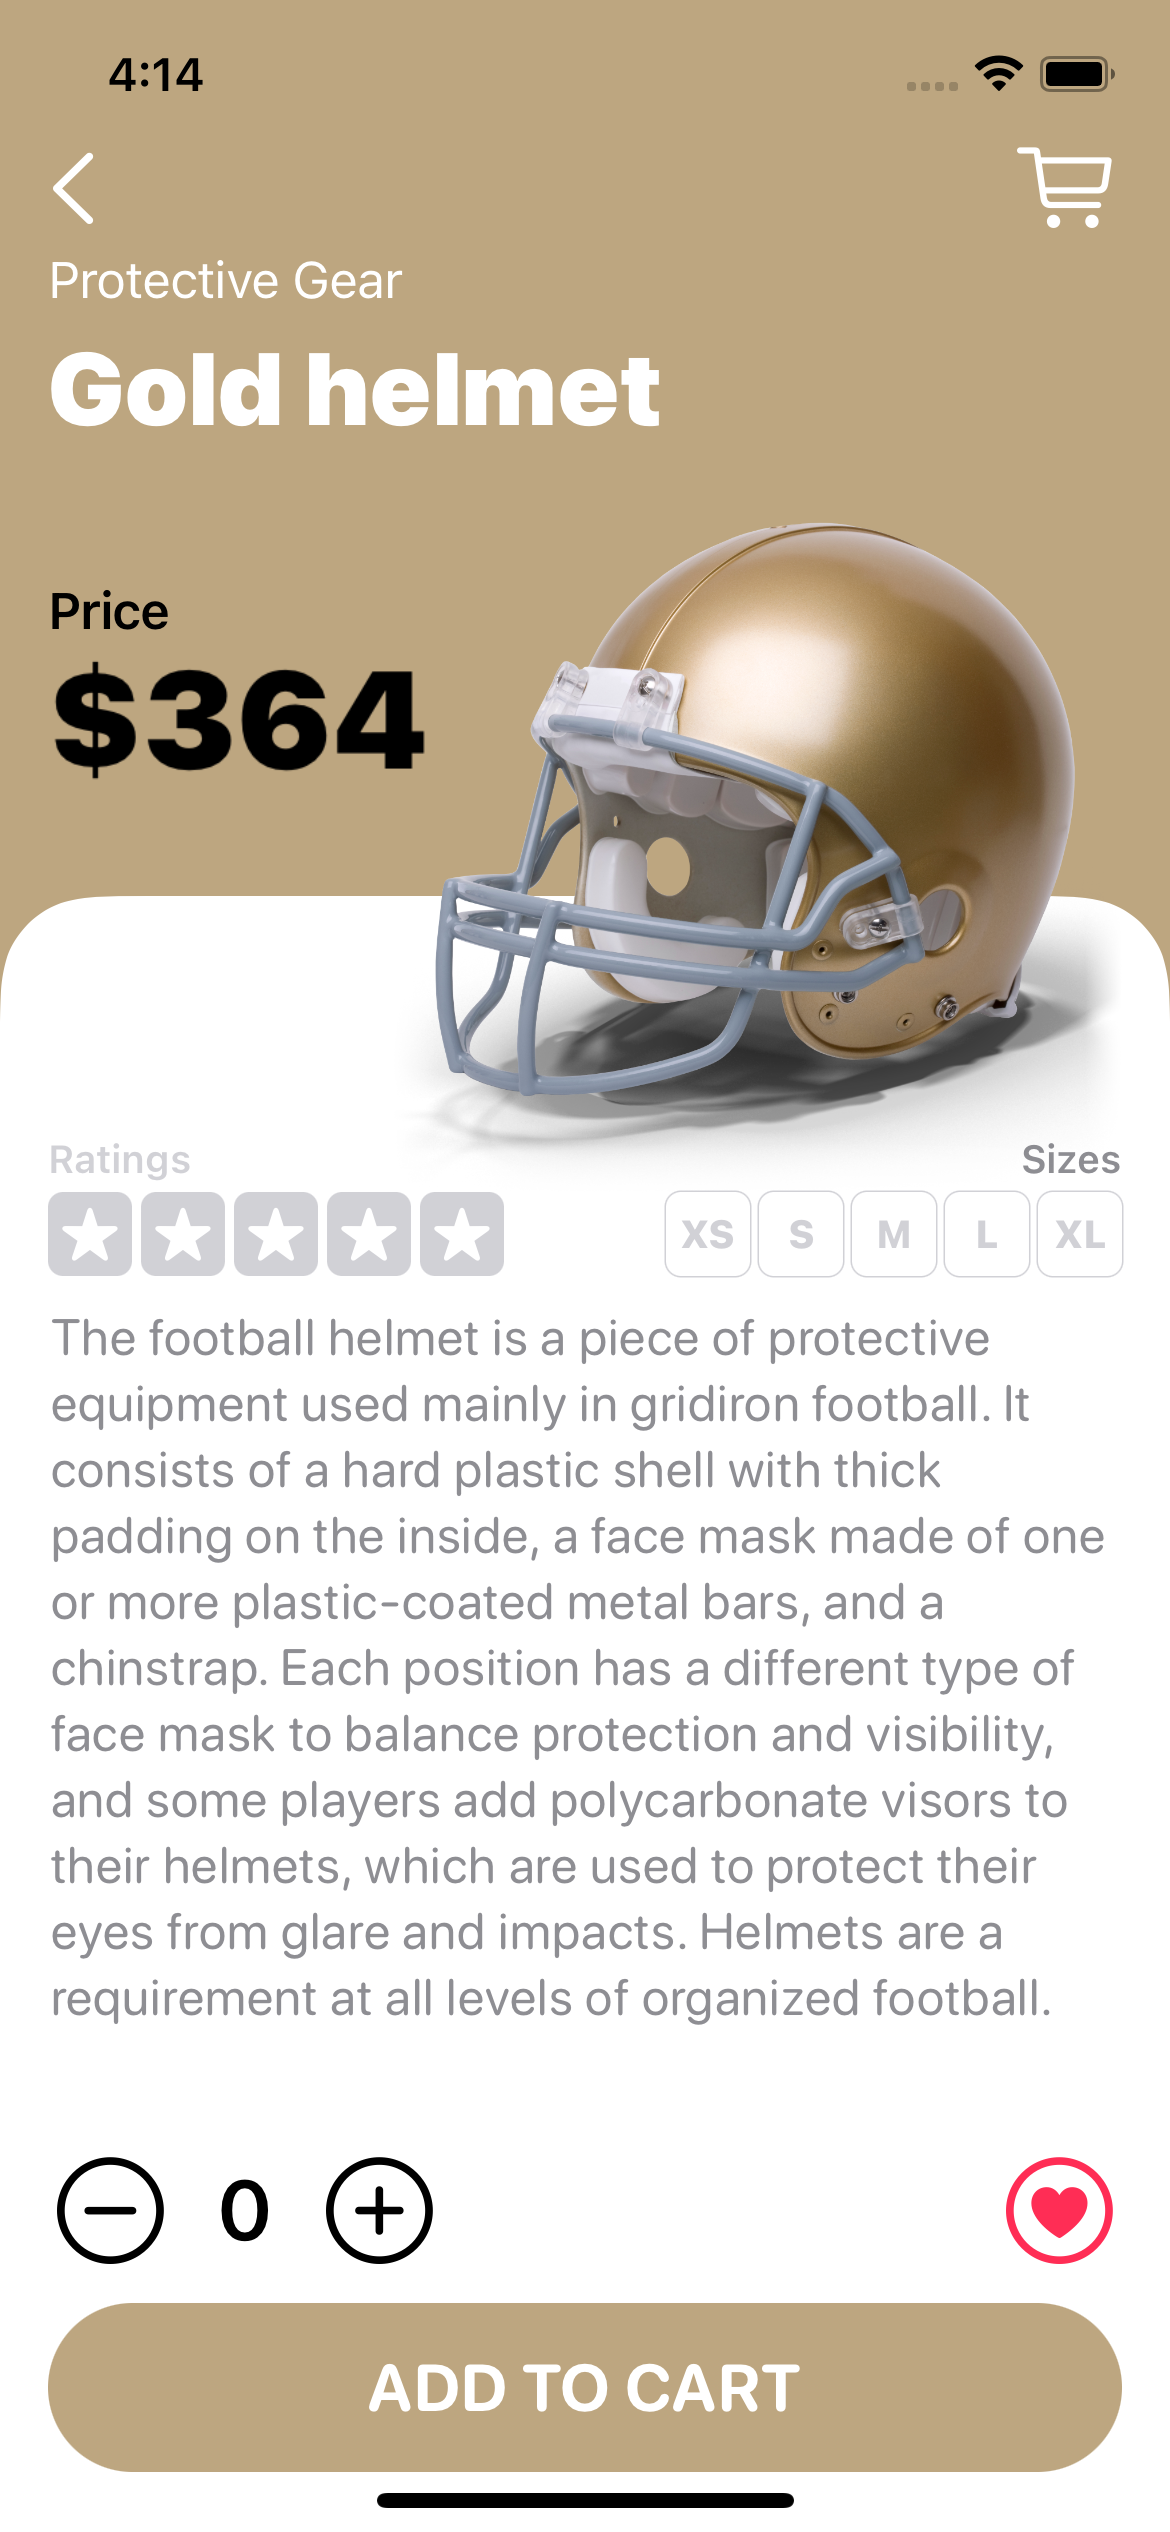 4:14
Protective Gear
Gold helmet
Price
$364
Ratings
Sizes
XS S M L XL
The football helmet is a piece of protective
equipment used mainly in gridiron football. It
consists of a hard plastic shell with thick
padding on the inside, a face mask made of one
or more plastic-coated metal bars, and a
chinstrap. Each position has a different type of
face mask to balance protection and visibility,
and some players add polycarbonate visors to
their helmets, which are used to protect their
eyes from glare and impacts. Helmets are a
requirement at all levels of organized football.
0
ADD TO CART